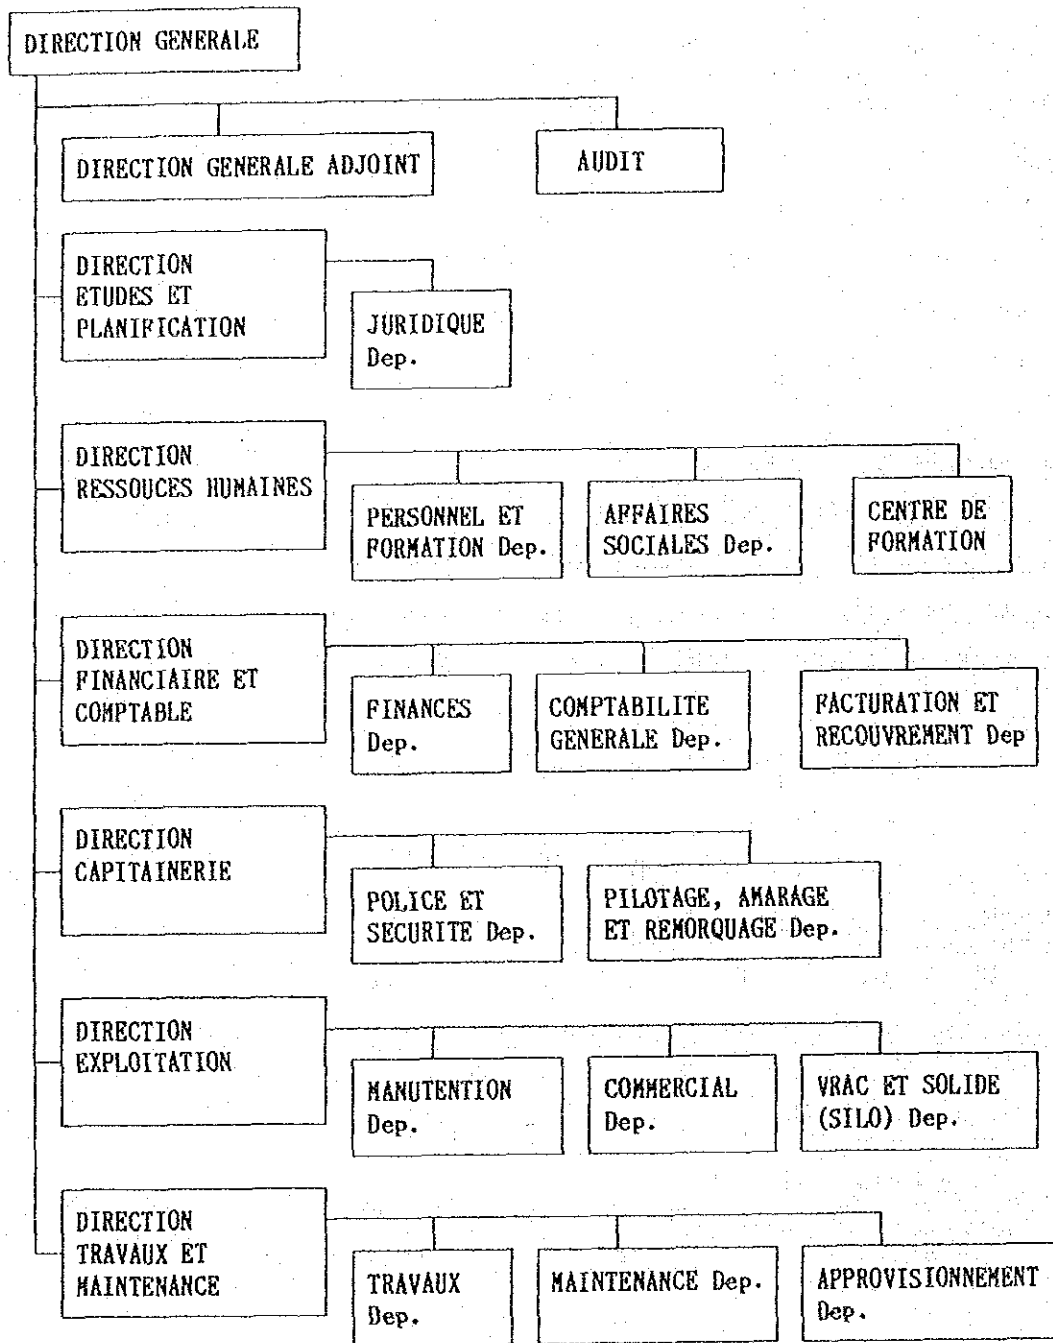 DIRECTION GENERALE
DIRECTION GENERALE ADJOINT
AUDIT
DIRECTION
ETUDES ET
PLANIFICATION
JURIDIQUE
Dep.
DIRECTION
RESSOUCES HUMAINES
PERSONNEL ET
FORMATION Dep.
AFFAIRES
SOCIALES Dep.
CENTRE DE
FORMATION
DIRECTION
FINANCIAIRE ET
COMPTABLE
FINANCES
Dep.
COMPTABILITE
GENERALE Dep.
FACTURATION ET
RECOUVREMENT Dep
DIRECTION
CAPITAINERIE
POLICE ET
SECURITE Dep.
PILOTAGE, AMARAGE
ET REMORQUAGE Dep.
DIRECTION
EXPLOITATION
MANUTENTION
Dep.
COMMERCIAL
Dep.
VRAC ET SOLIDE
(SILO) Dep.
DIRECTION
TRAVAUX ET
MAINTENANCE
TRAVAUX
Dep.
MAINTENANCE Dep.
APPROVISIONNEMENT
Dep.